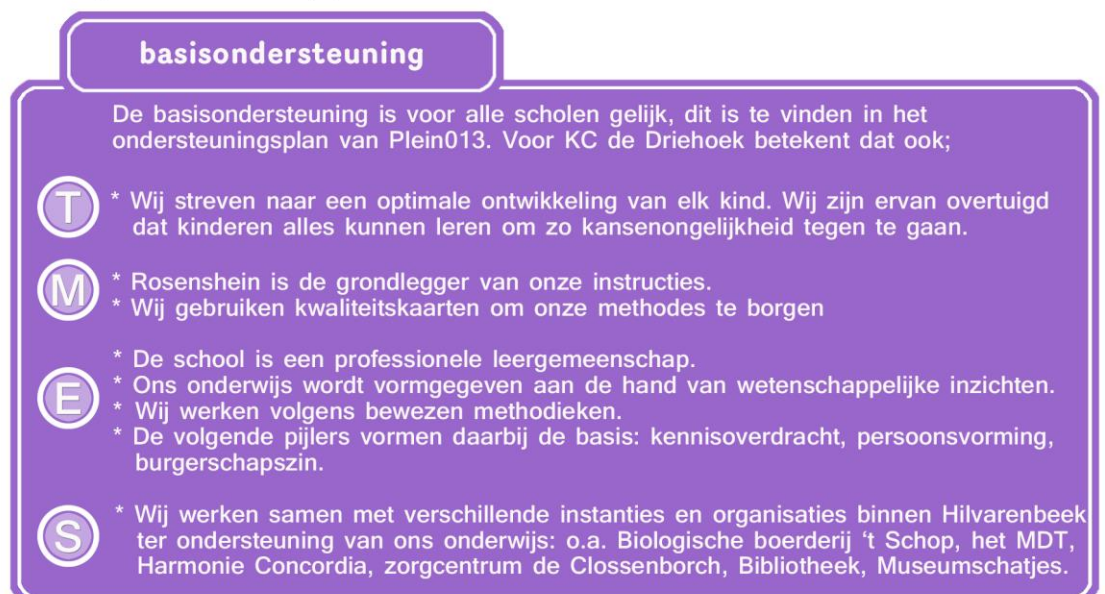 basisondersteuning
De basisondersteuning is voor alle scholen gelijk, dit is te vinden in het
ondersteuningsplan van Plein013. Voor KC de Driehoek betekent dat ook;
T
* Wij streven naar een optimale ontwikkeling van elk kind. Wij zijn ervan overtuigd
dat kinderen alles kunnen leren om zo kansenongelijkheid tegen te gaan.
M
* Rosenshein is de grondlegger van onze instructies.
* Wij gebruiken kwaliteitskaarten om onze methodes te borgen
E
* De school is een professionele leergemeenschap.
* Ons onderwijs wordt vormgegeven aan de hand van wetenschappelijke inzichten.
* Wij werken volgens bewezen methodieken.
* De volgende pijlers vormen daarbij de basis: kennisoverdracht, persoonsvorming,
burgerschapszin.
S
* Wij werken samen met verschillende instanties en organisaties binnen Hilvarenbeek
ter ondersteuning van ons onderwijs: o.a. Biologische boerderij ‘t Schop, het MDT,
Harmonie Concordia, zorgcentrum de Clossenborch, Bibliotheek, Museumschatjes.